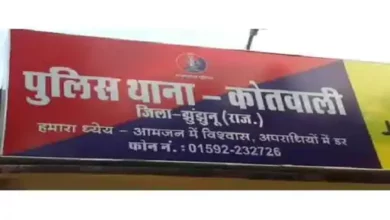 पुलिस थाना - कोतवाली
जिला-झुंझुनू (राज.)
हमारा ध्येय - आमजन में विश्वास, अपराधियों में डर
फोन नं. : 01592-232726